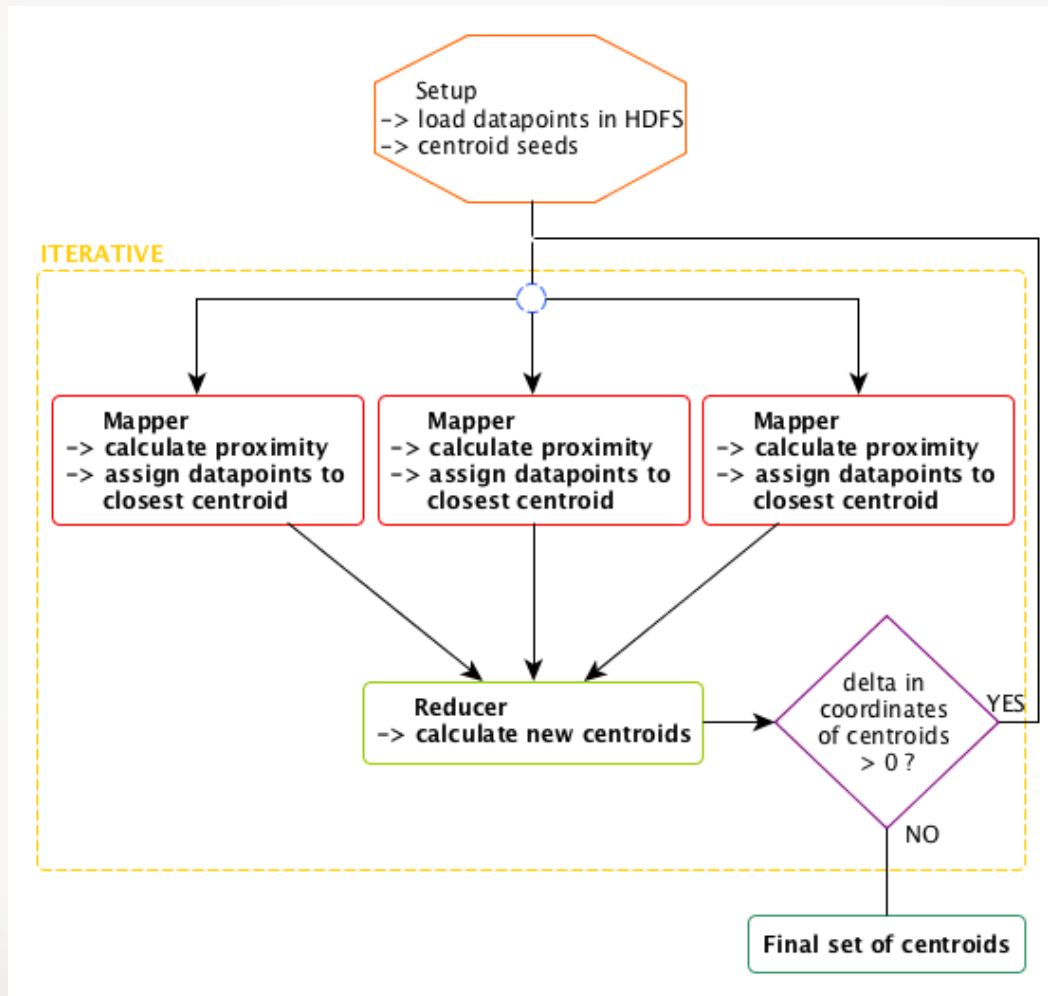 Setup
-> load datapoints in HDFS
-> centroid seeds
ITERATIVE
Mapper
-> calculate proximity
-> assign datapoints to
closest centroid
Mapper
-> calculate proximity
-> assign datapoints to
closest centroid
Mapper
-> calculate proximity
-> assign datapoints to
closest centroid
Reducer
-> calculate new centroids
delta in
coordinates
of centroids
> 0 ?
YES
NO
Final set of centroids